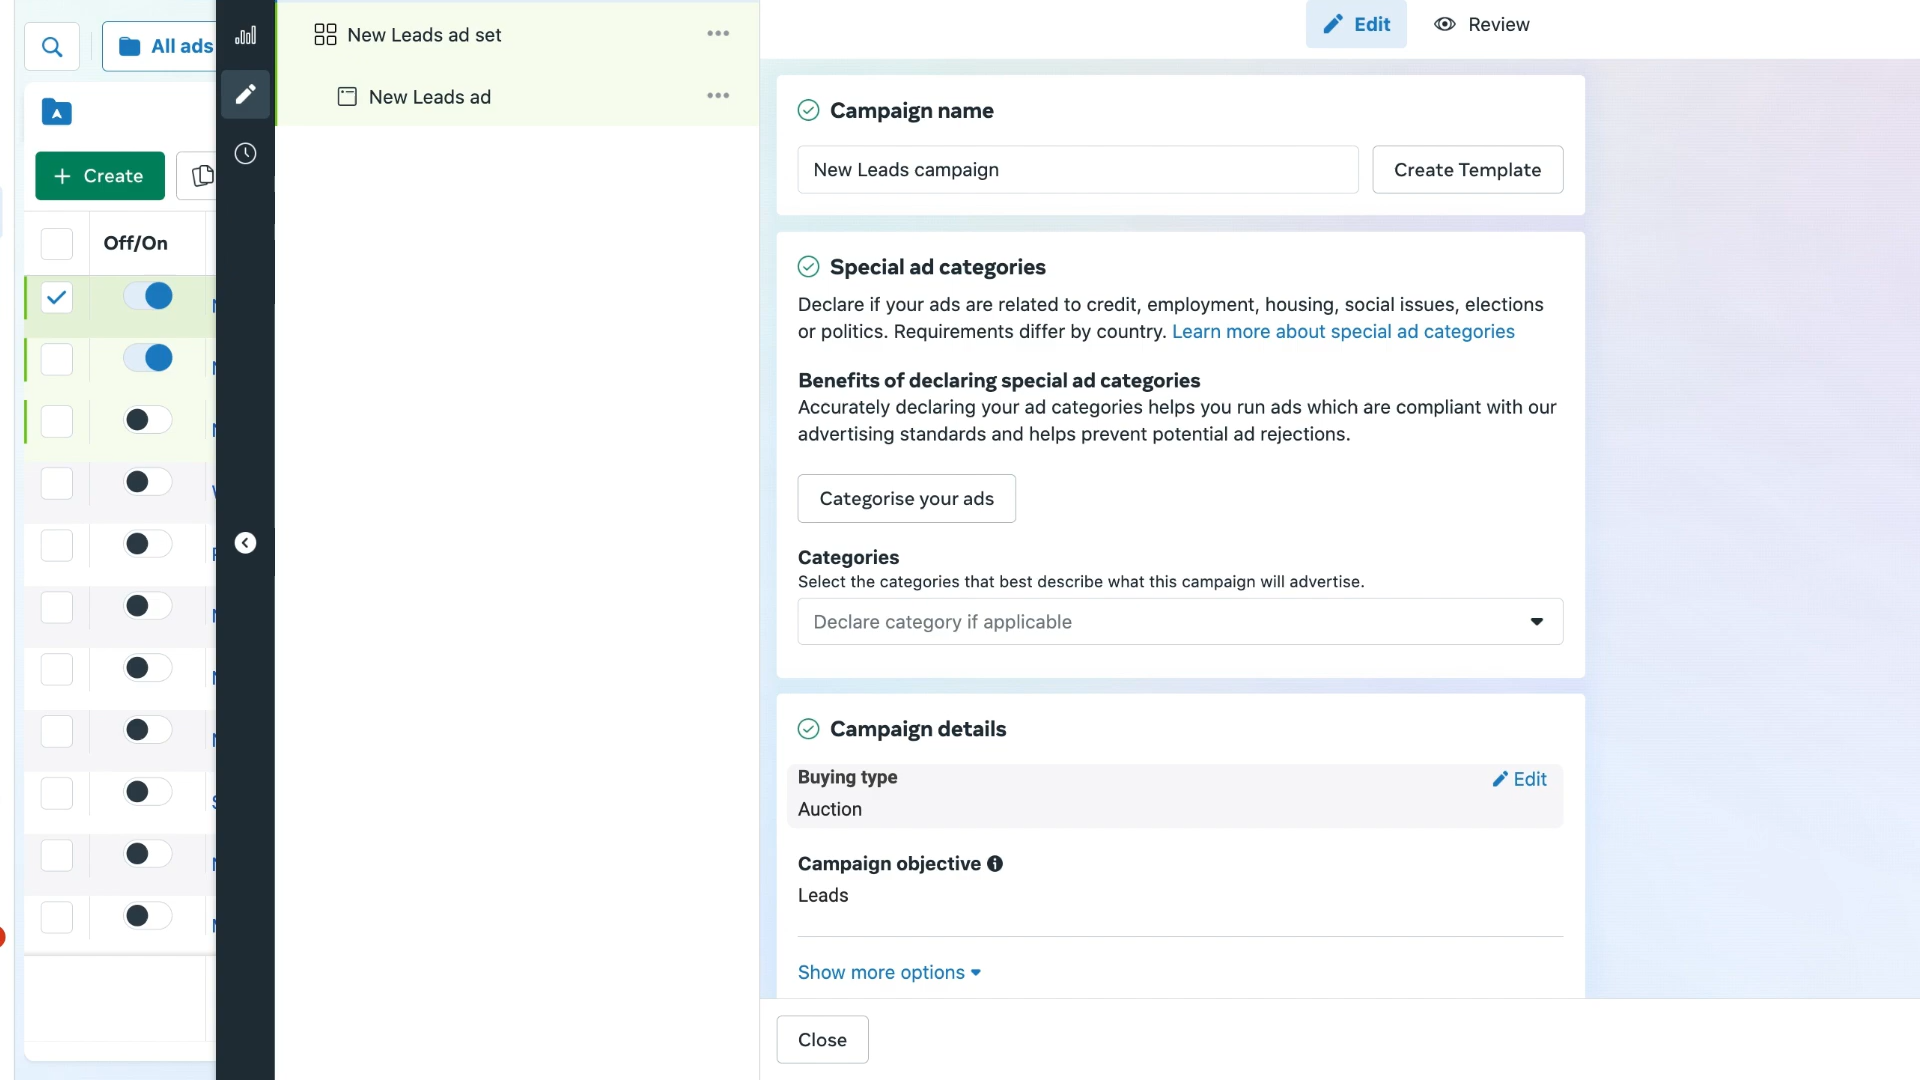 All ads
Create
Off/On
New Leads ad set
New Leads ad
Edit
Review
Campaign name
New Leads campaign
Create Template
Special ad categories
Declare if your ads are related to credit, employment, housing, social issues, elections
or politics. Requirements differ by country. Learn more about special ad categories
Benefits of declaring special ad categories
Accurately declaring your ad categories helps you run ads which are compliant with our
advertising standards and helps prevent potential ad rejections.
Categorise your ads
Categories
Select the categories that best describe what this campaign will advertise.
Declare category if applicable
Campaign details
Buying type
Edit
Auction
Campaign objective
Leads
Show more options
Close